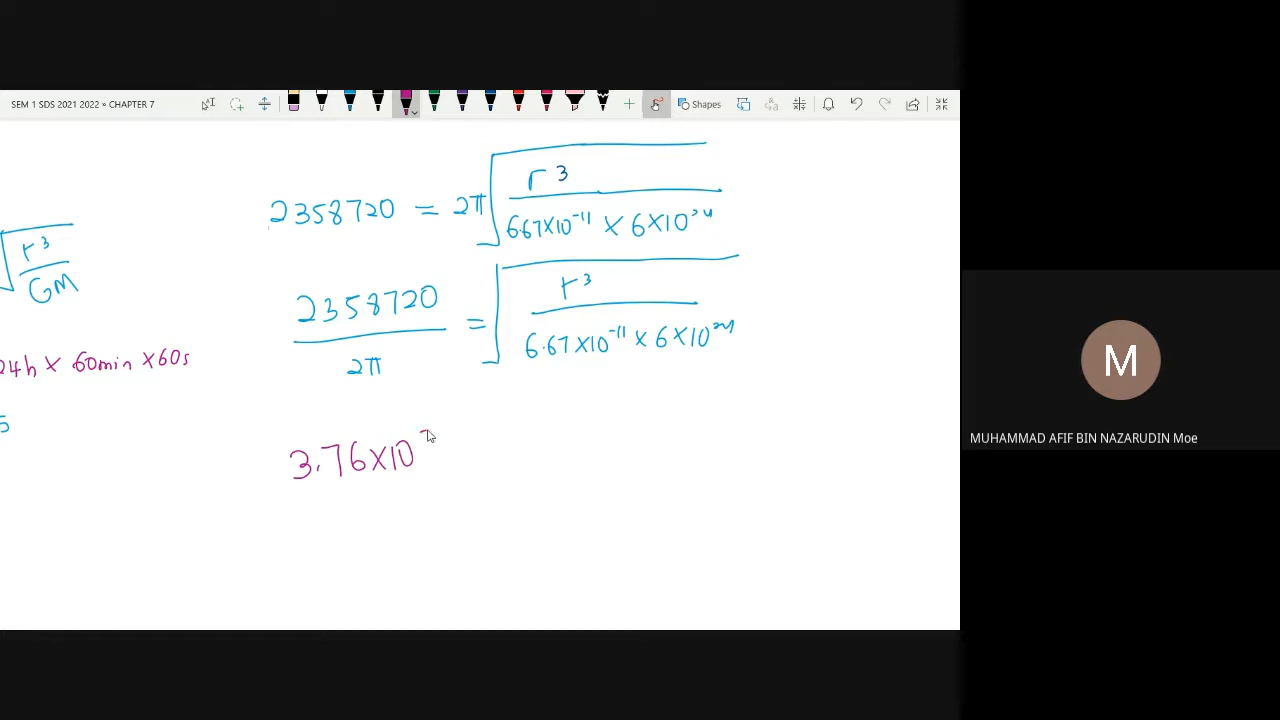 SEM 1 SDS 2021 2022 » CHAPTER 7
Shapes
2358720 = 2π √(r³ / 6.67×10⁻¹¹ × 6×10²⁴)
√(r³ / GM)
2358720 / 2π = √(r³ / 6.67×10⁻¹¹ × 6×10²⁴)
24h × 60min × 60s
5
3.76×10
M
MUHAMMAD AFIF BIN NAZARUDIN Moe